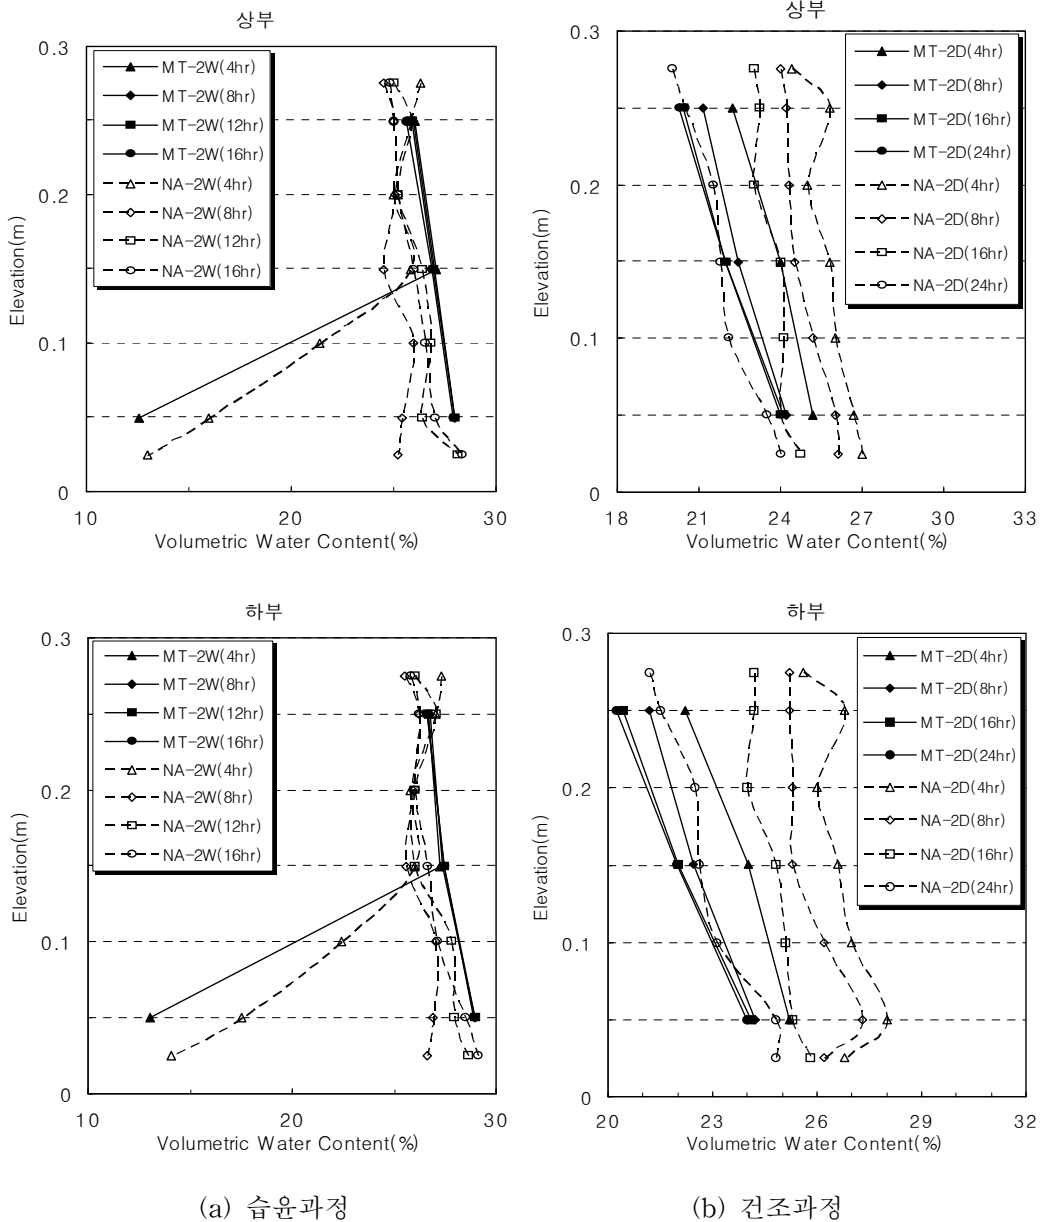 상부
0.3
0.2
0.1
0
Elevation(m)
MT-2W(4hr)
MT-2W(8hr)
MT-2W(12hr)
MT-2W(16hr)
NA-2W(4hr)
NA-2W(8hr)
NA-2W(12hr)
NA-2W(16hr)
10 20 30
Volumetric Water Content(%)
상부
0.3
0.2
0.1
0
Elevation(m)
MT-2D(4hr)
MT-2D(8hr)
MT-2D(16hr)
MT-2D(24hr)
NA-2D(4hr)
NA-2D(8hr)
NA-2D(16hr)
NA-2D(24hr)
18 21 24 27 30 33
Volumetric Water Content(%)
하부
0.3
0.2
0.1
0
Elevation(m)
MT-2W(4hr)
MT-2W(8hr)
MT-2W(12hr)
MT-2W(16hr)
NA-2W(4hr)
NA-2W(8hr)
NA-2W(12hr)
NA-2W(16hr)
10 20 30
Volumetric Water Content(%)
하부
0.3
0.2
0.1
0
Elevation(m)
MT-2D(4hr)
MT-2D(8hr)
MT-2D(16hr)
MT-2D(24hr)
NA-2D(4hr)
NA-2D(8hr)
NA-2D(16hr)
NA-2D(24hr)
20 23 26 29 32
Volumetric Water Content(%)
(a) 습윤과정
(b) 건조과정